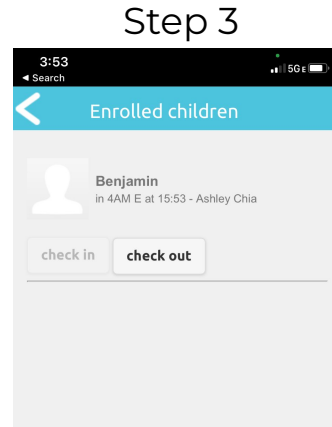 Step 3
3:53
◄ Search
5G E
Enrolled children
Benjamin
in 4AM E at 15:53 - Ashley Chia
check in
check out